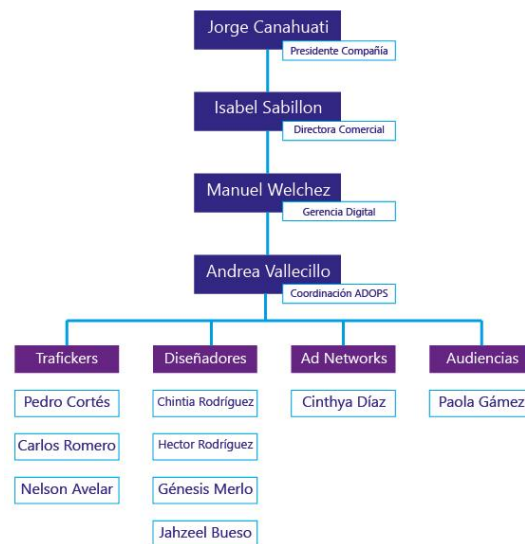 Jorge Canahuati
Presidente Compañía
Isabel Sabillon
Directora Comercial
Manuel Welchez
Gerencia Digital
Andrea Vallecillo
Coordinación ADOPS
Trafickers
Diseñadores
Ad Networks
Audiencias
Pedro Cortés
Chintia Rodríguez
Cinthya Díaz
Paola Gámez
Carlos Romero
Hector Rodríguez
Nelson Avelar
Génesis Merlo
Jahzeel Bueso